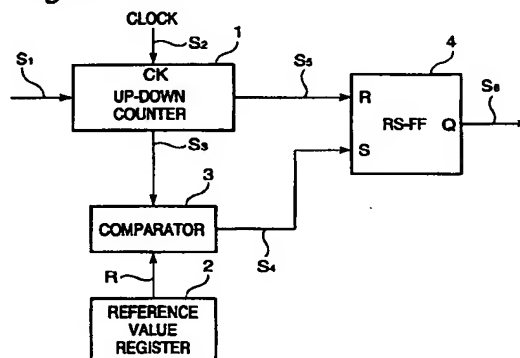 CLOCK
S2
1
S1
CK
UP-DOWN
COUNTER
S5
4
R
RS-FF
Q
S
S6
S3
3
COMPARATOR
S4
R
2
REFERENCE
VALUE
REGISTER